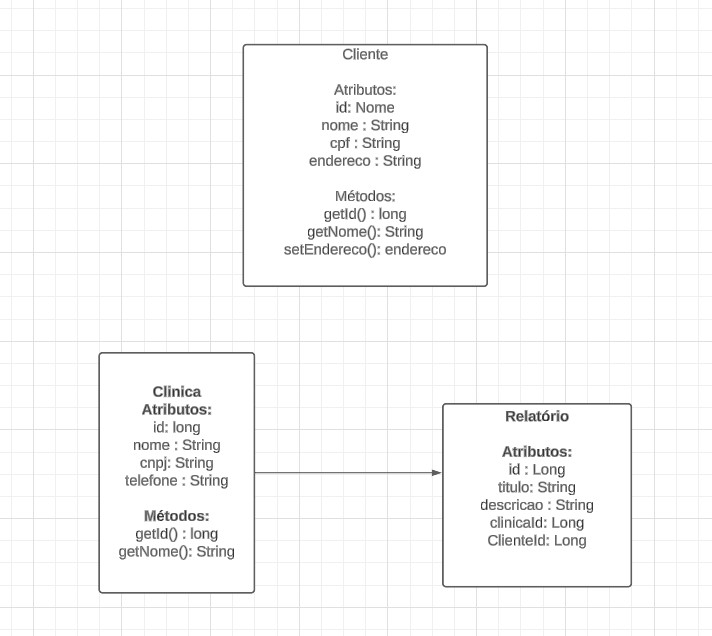 Cliente
Atributos:
id: Nome
nome : String
cpf : String
endereco : String
Métodos:
getId() : long
getNome(): String
setEndereco(): endereco
Clinica
Atributos:
id: long
nome : String
cnpj: String
telefone : String
Métodos:
getId() : long
getNome(): String
Relatório
Atributos:
id : Long
titulo: String
descricao : String
clinicaId: Long
ClienteId: Long